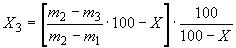 X₃ = [ (m₂ − m₃) / (m₂ − m₁) · 100 − X ] · 100 / (100 − X)